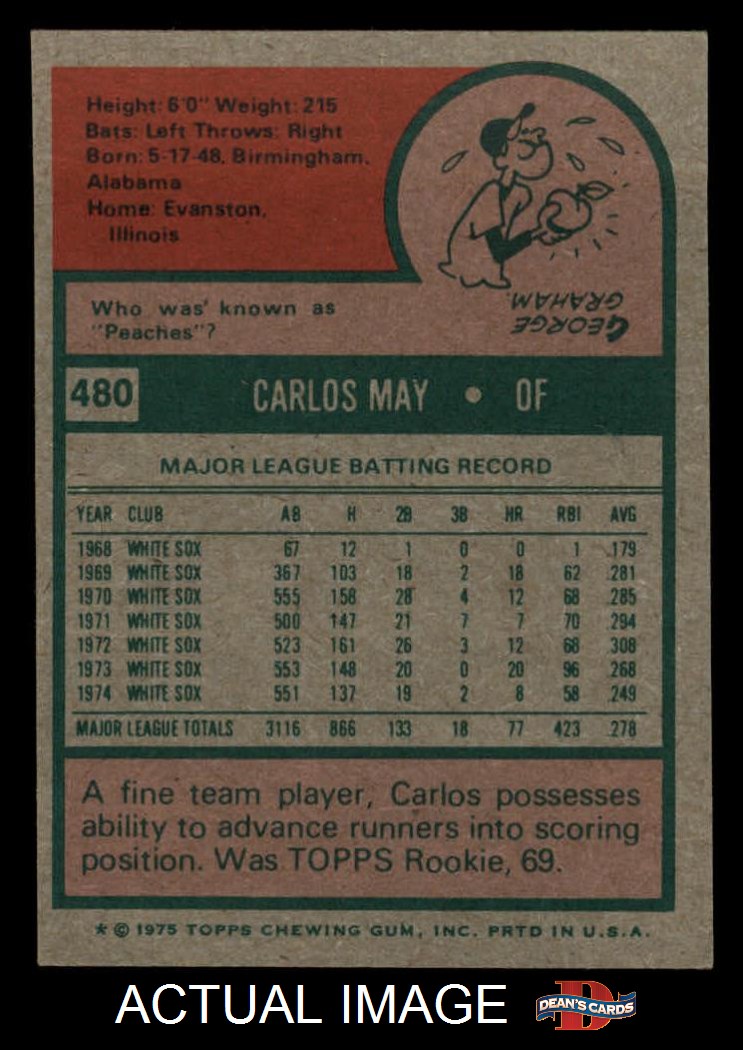 Height: 6'0" Weight: 215
Bats: Left Throws: Right
Born: 5-17-48, Birmingham,
Alabama
Home: Evanston,
Illinois
Who was' known as
"Peaches"?
GEORGE
GRAHAM.
480 CARLOS MAY • OF
MAJOR LEAGUE BATTING RECORD
YEAR CLUB AB H 2B 3B HR RBI AVG
1968 WHITE SOX 67 12 1 0 0 1 .179
1969 WHITE SOX 367 103 18 2 18 62 .281
1970 WHITE SOX 555 158 28 4 12 68 .285
1971 WHITE SOX 500 147 21 7 7 70 .294
1972 WHITE SOX 523 161 26 3 12 68 .308
1973 WHITE SOX 553 148 20 0 20 96 .268
1974 WHITE SOX 551 137 19 2 8 58 .249
MAJOR LEAGUE TOTALS 3116 866 133 18 77 423 .278
A fine team player, Carlos possesses
ability to advance runners into scoring
position. Was TOPPS Rookie, 69.
* © 1975 TOPPS CHEWING GUM, INC. PRTD IN U.S.A.
ACTUAL IMAGE
D
DEAN'S CARDS